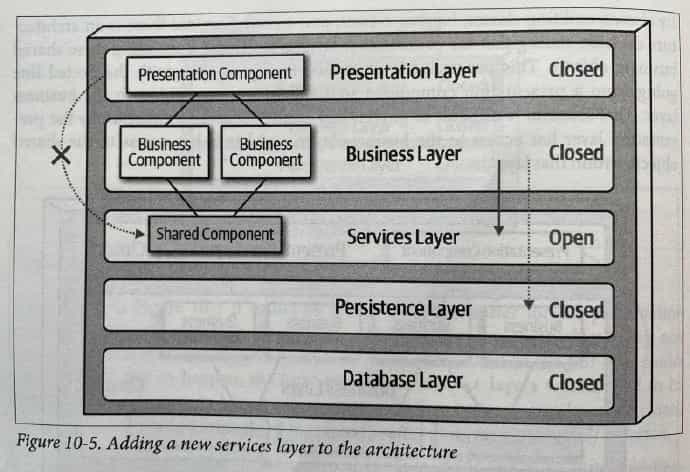 Presentation Component
Presentation Layer
Closed
Business
Component
Business
Component
Business Layer
Closed
Shared Component
Services Layer
Open
Persistence Layer
Closed
Database Layer
Closed
Figure 10-5. Adding a new services layer to the architecture